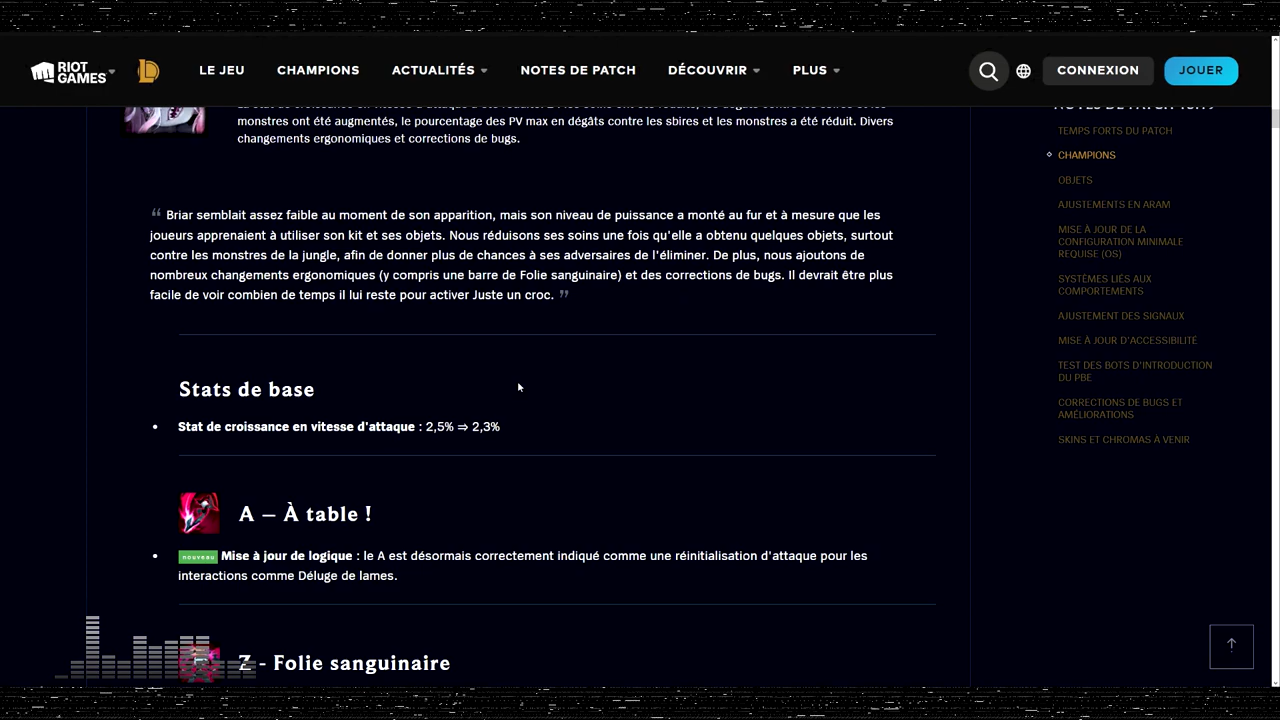 RIOT
GAMES
LE JEU
CHAMPIONS
ACTUALITÉS
NOTES DE PATCH
DÉCOUVRIR
PLUS
CONNEXION
JOUER
monstres ont été augmentés, le pourcentage des PV max en dégâts contre les sbires et les monstres a été réduit. Divers
changements ergonomiques et corrections de bugs.
“ Briar semblait assez faible au moment de son apparition, mais son niveau de puissance a monté au fur et à mesure que les
joueurs apprenaient à utiliser son kit et ses objets. Nous réduisons ses soins une fois qu'elle a obtenu quelques objets, surtout
contre les monstres de la jungle, afin de donner plus de chances à ses adversaires de l'éliminer. De plus, nous ajoutons de
nombreux changements ergonomiques (y compris une barre de Folie sanguinaire) et des corrections de bugs. Il devrait être plus
facile de voir combien de temps il lui reste pour activer Juste un croc. ”
Stats de base
• Stat de croissance en vitesse d'attaque : 2,5% ⇒ 2,3%
A – À table !
• nouveau Mise à jour de logique : le A est désormais correctement indiqué comme une réinitialisation d'attaque pour les
interactions comme Déluge de lames.
Z - Folie sanguinaire
TEMPS FORTS DU PATCH
CHAMPIONS
OBJETS
AJUSTEMENTS EN ARAM
MISE À JOUR DE LA
CONFIGURATION MINIMALE
REQUISE (OS)
SYSTÈMES LIÉS AUX
COMPORTEMENTS
AJUSTEMENT DES SIGNAUX
MISE À JOUR D'ACCESSIBILITÉ
TEST DES BOTS D'INTRODUCTION
DU PBE
CORRECTIONS DE BUGS ET
AMÉLIORATIONS
SKINS ET CHROMAS À VENIR